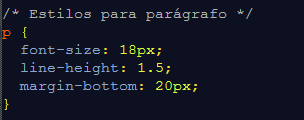 /* Estilos para parágrafo */
p {
  font-size: 18px;
  line-height: 1.5;
  margin-bottom: 20px;
}